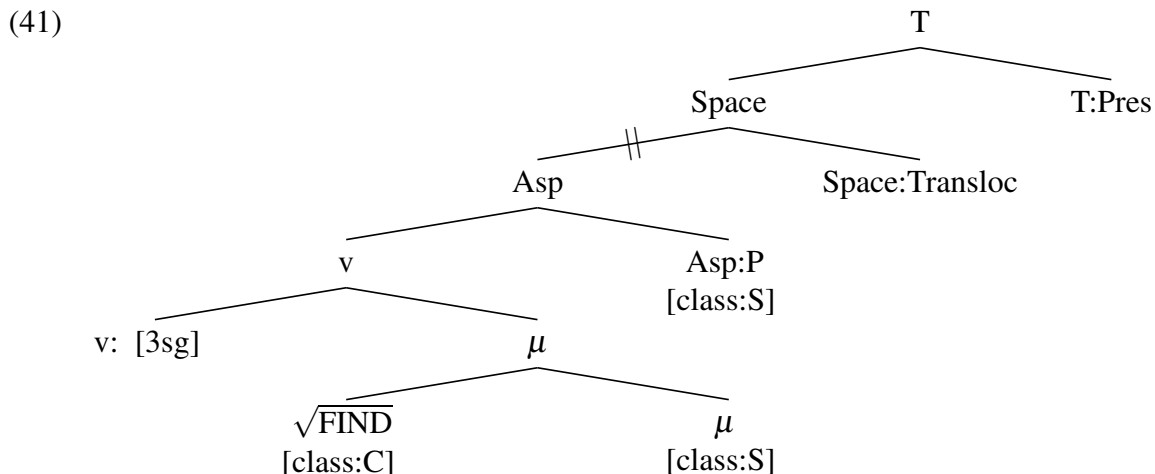 (41) T
Space T:Pres
Asp Space:Transloc
v Asp:P
[class:S]
v: [3sg] μ
√FIND μ
[class:C] [class:S]